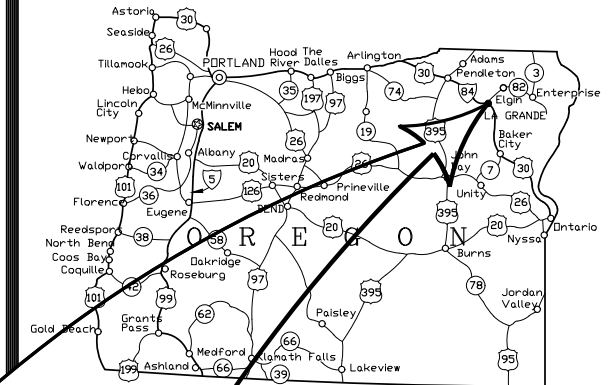 Astoria
30
Seaside
26
Tillamook
PORTLAND
Hood The
River Dalles
Arlington
Biggs
30
Adams
Pendleton
3
84
82
Enterprise
Elgin
LA GRANDE
Hebo
Lincoln
City
McMinnville
35
197
97
74
SALEM
19
395
Baker
City
Newport
Corvallis
Albany
20
26
Madras
26
John
Day
Waldport
34
5
Sisters
7
30
101
36
126
Prineville
Redmond
Unity
Florence
Eugene
BEND
395
26
Reedsport
38
OREGON
58
20
20
Ontario
North Bend
Nyssa
Coos Bay
Oakridge
Burns
Coquille
Roseburg
42
97
78
101
99
395
Jordan
Valley
62
Paisley
Gold Beach
Grants
Pass
66
95
Medford
Klamath Falls
199
Ashland
66
39
Lakeview